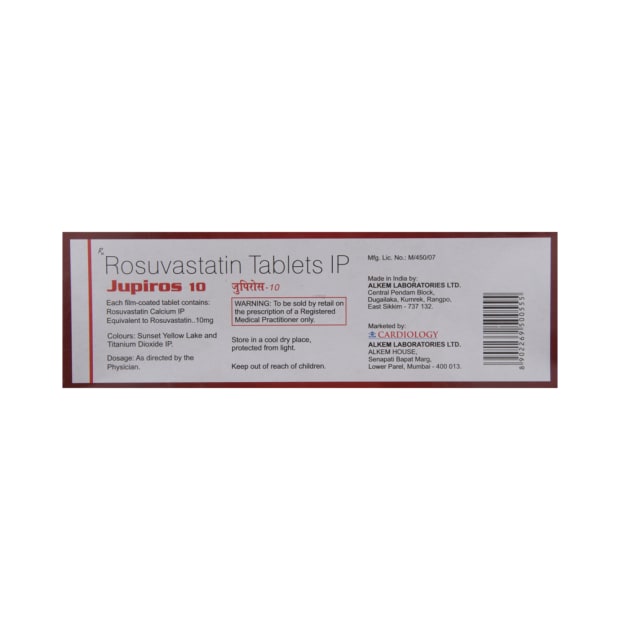 Rx
Rosuvastatin Tablets IP
Jupiros 10
जुपिरोस-10
Each film-coated tablet contains:
Rosuvastatin Calcium IP
Equivalent to Rosuvastatin..10mg
Colours: Sunset Yellow Lake and
Titanium Dioxide IP.
Dosage: As directed by the
Physician.
WARNING: To be sold by retail on
the prescription of a Registered
Medical Practitioner only.
Store in a cool dry place,
protected from light.
Keep out of reach of children.
Mfg. Lic. No.: M/450/07
Made in India by:
ALKEM LABORATORIES LTD.
Central Pendam Block,
Dugailaka, Kumrek, Rangpo,
East Sikkim - 737 132.
Marketed by:
CARDIOLOGY
ALKEM LABORATORIES LTD.
ALKEM HOUSE,
Senapati Bapat Marg,
Lower Parel, Mumbai - 400 013.
8 902269 500555